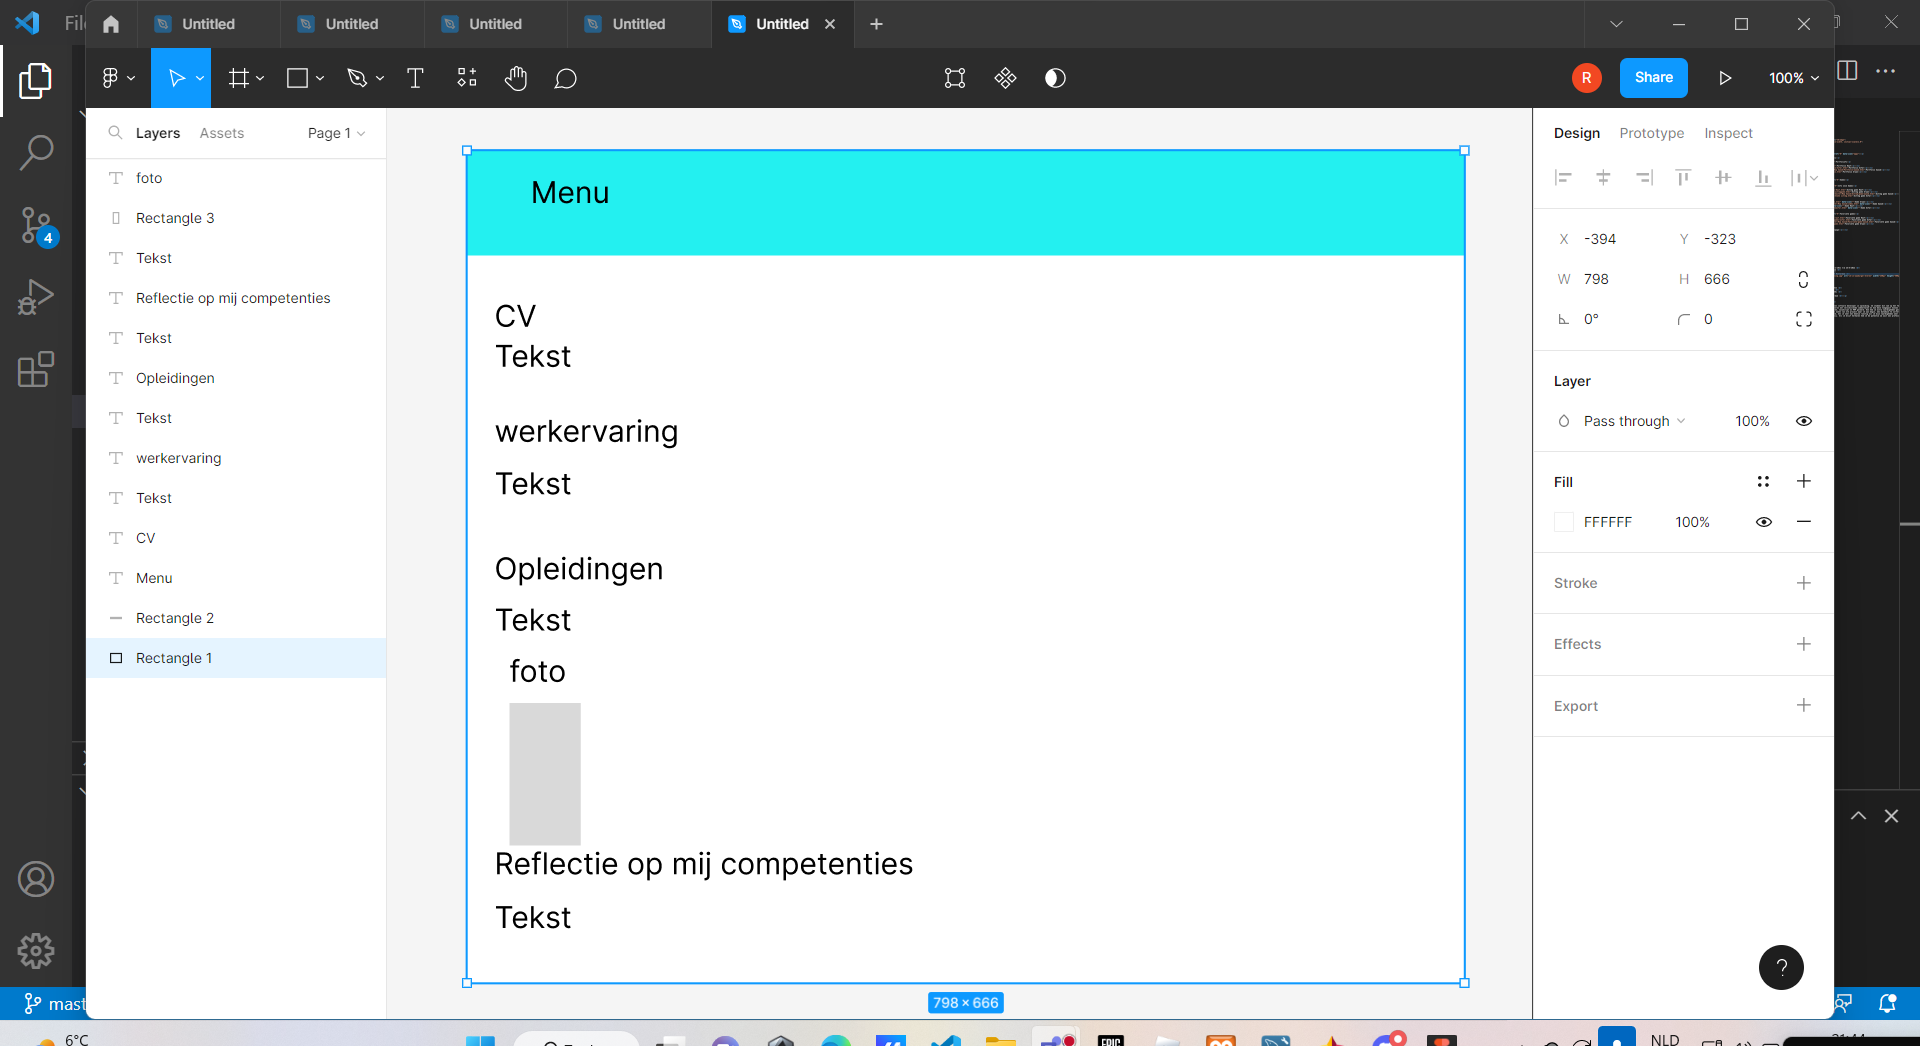 Untitled
Untitled
Untitled
Untitled
Untitled
R
Share
100%
Layers
Assets
Page 1
foto
Rectangle 3
Tekst
Reflectie op mij competenties
Tekst
Opleidingen
Tekst
werkervaring
Tekst
CV
Menu
Rectangle 2
Rectangle 1
Menu
CV
Tekst
werkervaring
Tekst
Opleidingen
Tekst
foto
Reflectie op mij competenties
Tekst
798 × 666
Design
Prototype
Inspect
X -394
Y -323
W 798
H 666
0°
0
Layer
Pass through
100%
Fill
FFFFFF
100%
Stroke
Effects
Export
?
4
6°C
EPIC
NLD